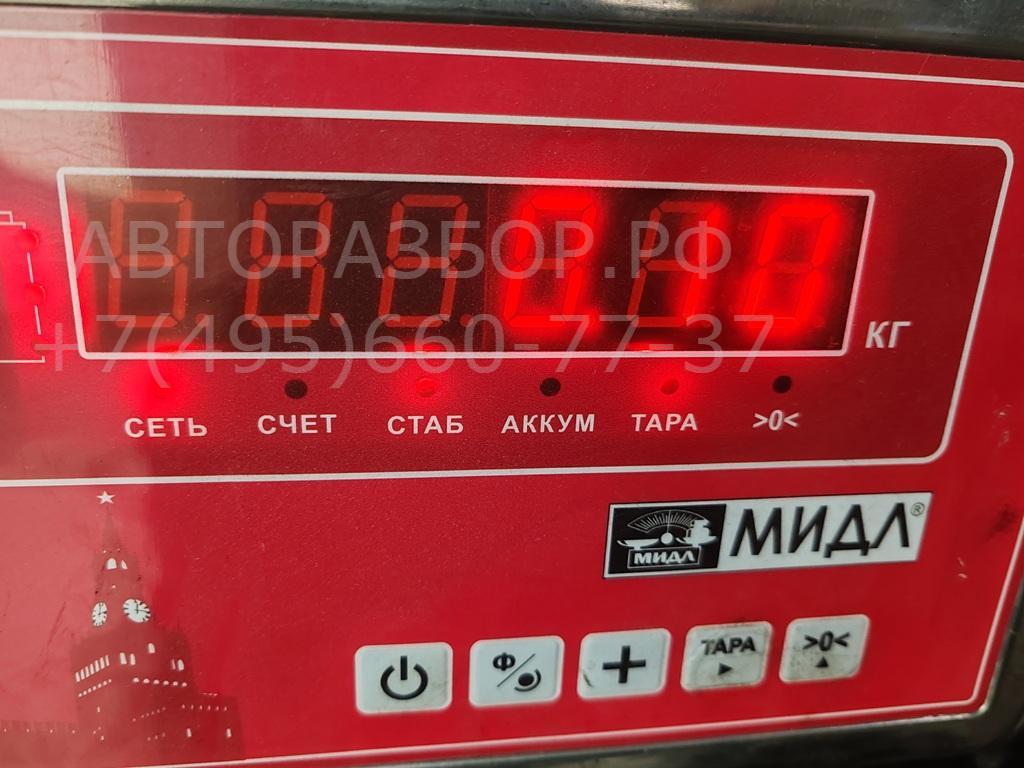 АВТОРАЗБОР.РФ
+7(495)660-77-37
КГ
СЕТЬ СЧЕТ СТАБ АККУМ ТАРА >0<
МИДЛ МИДЛ®
Ф ТАРА >0<